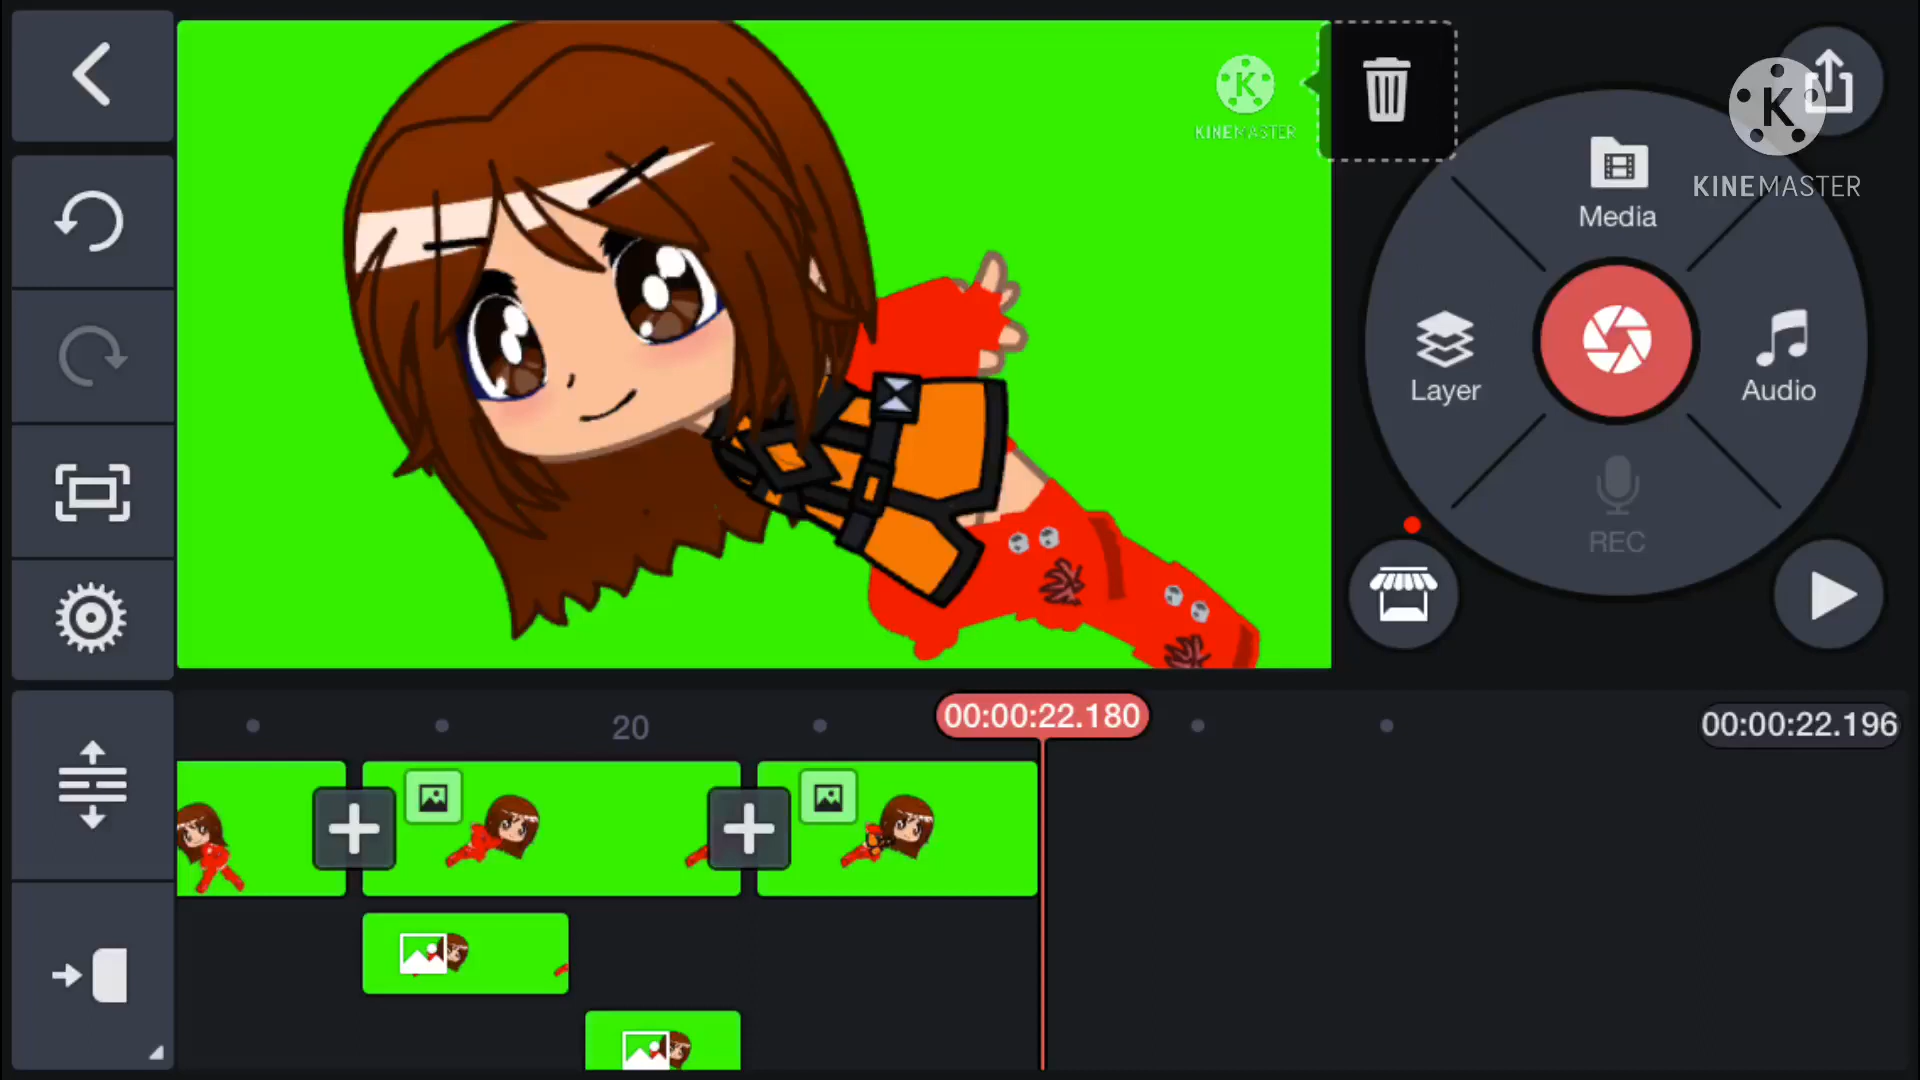 KINEMASTER
K
K
KINEMASTER
Media
Layer
Audio
REC
20
00:00:22.180
00:00:22.196